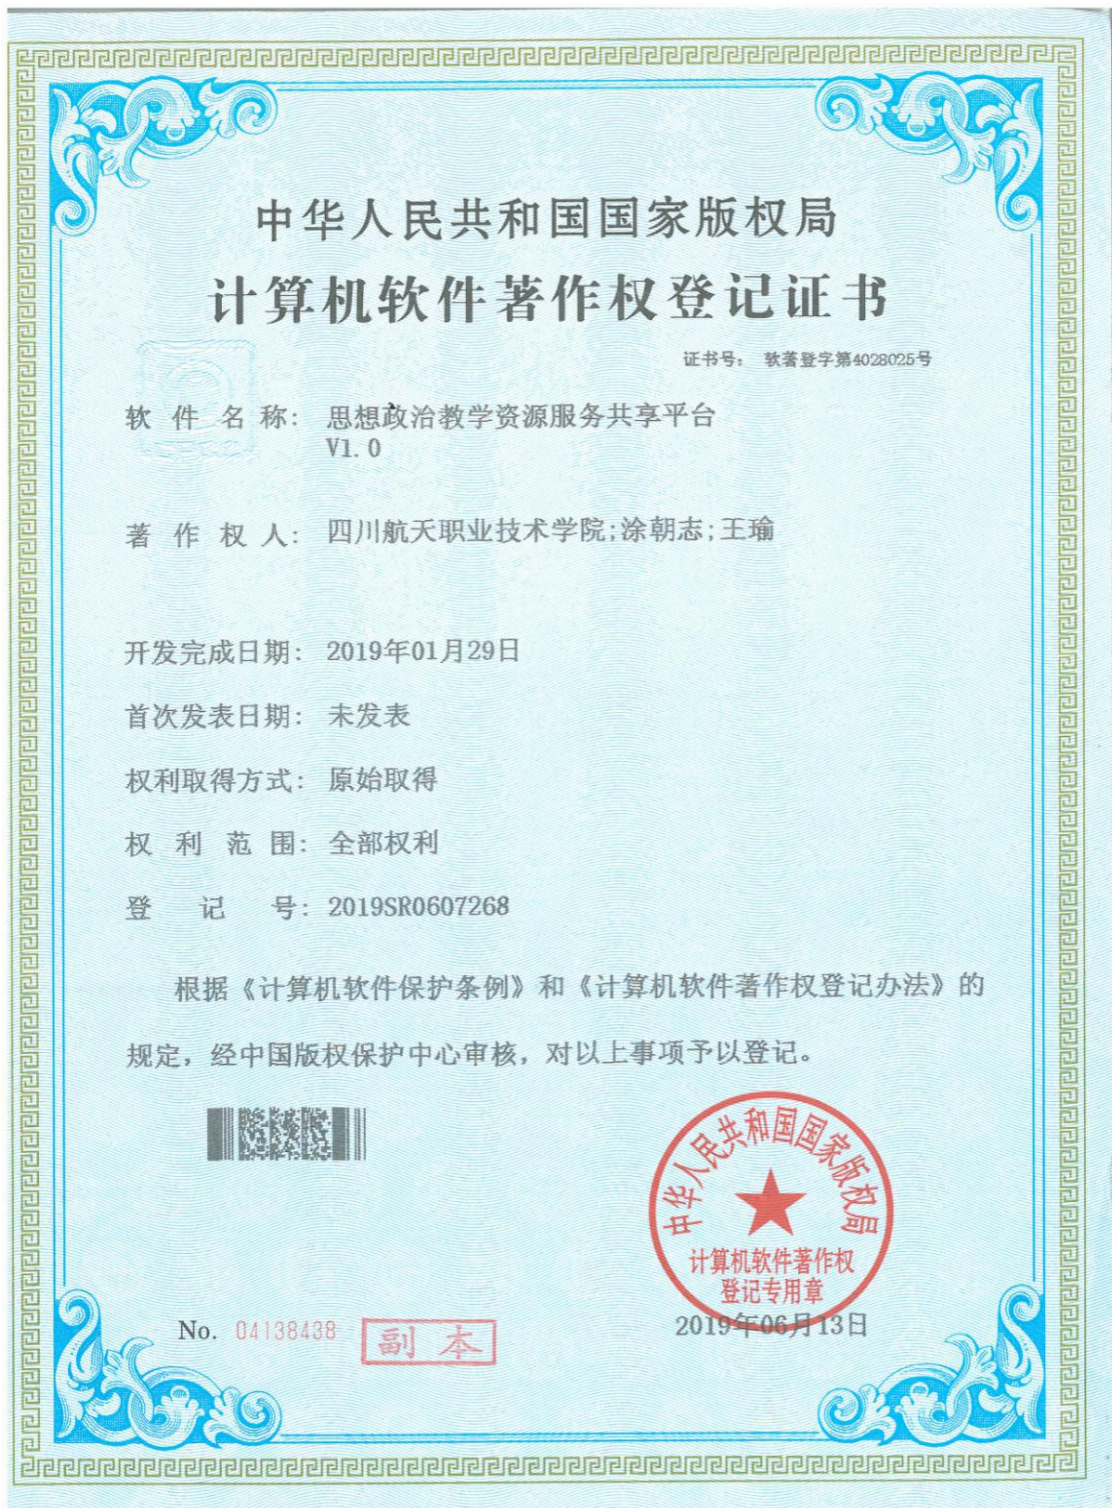 中华人民共和国国家版权局
计算机软件著作权登记证书
证书号： 软著登字第4028025号
软件名称： 思想政治教学资源服务共享平台
V1.0
著作权人： 四川航天职业技术学院;涂朝志;王瑜
开发完成日期： 2019年01月29日
首次发表日期： 未发表
权利取得方式： 原始取得
权利范围： 全部权利
登记号： 2019SR0607268
根据《计算机软件保护条例》和《计算机软件著作权登记办法》的
规定，经中国版权保护中心审核，对以上事项予以登记。
中华人民共和国国家版权局
计算机软件著作权
登记专用章
No. 04138438
副本
2019年06月13日